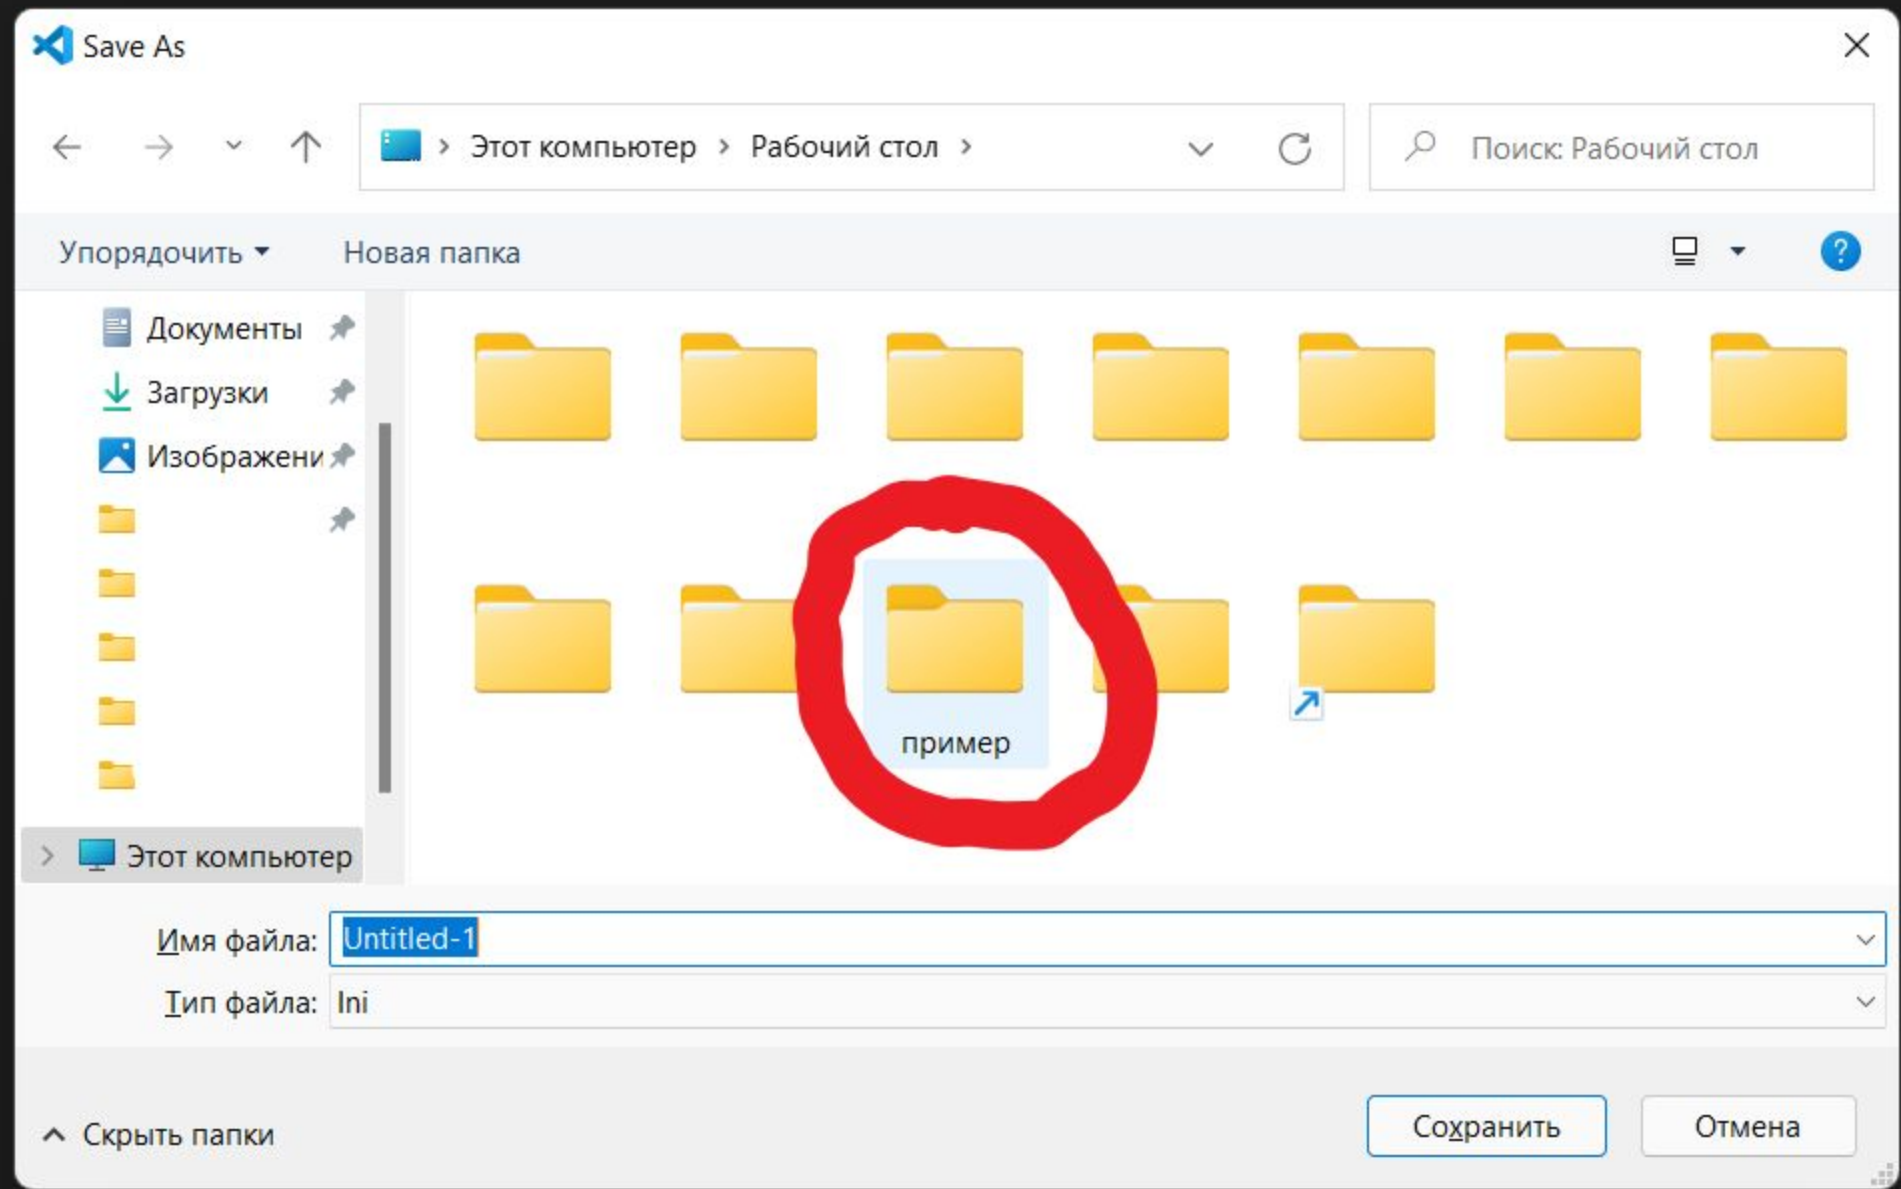 Save As
Этот компьютер Рабочий стол
Поиск: Рабочий стол
Упорядочить Новая папка
?
Документы
Загрузки
Изображени
пример
Этот компьютер
Имя файла: Untitled-1
Тип файла: Ini
Скрыть папки
Сохранить Отмена